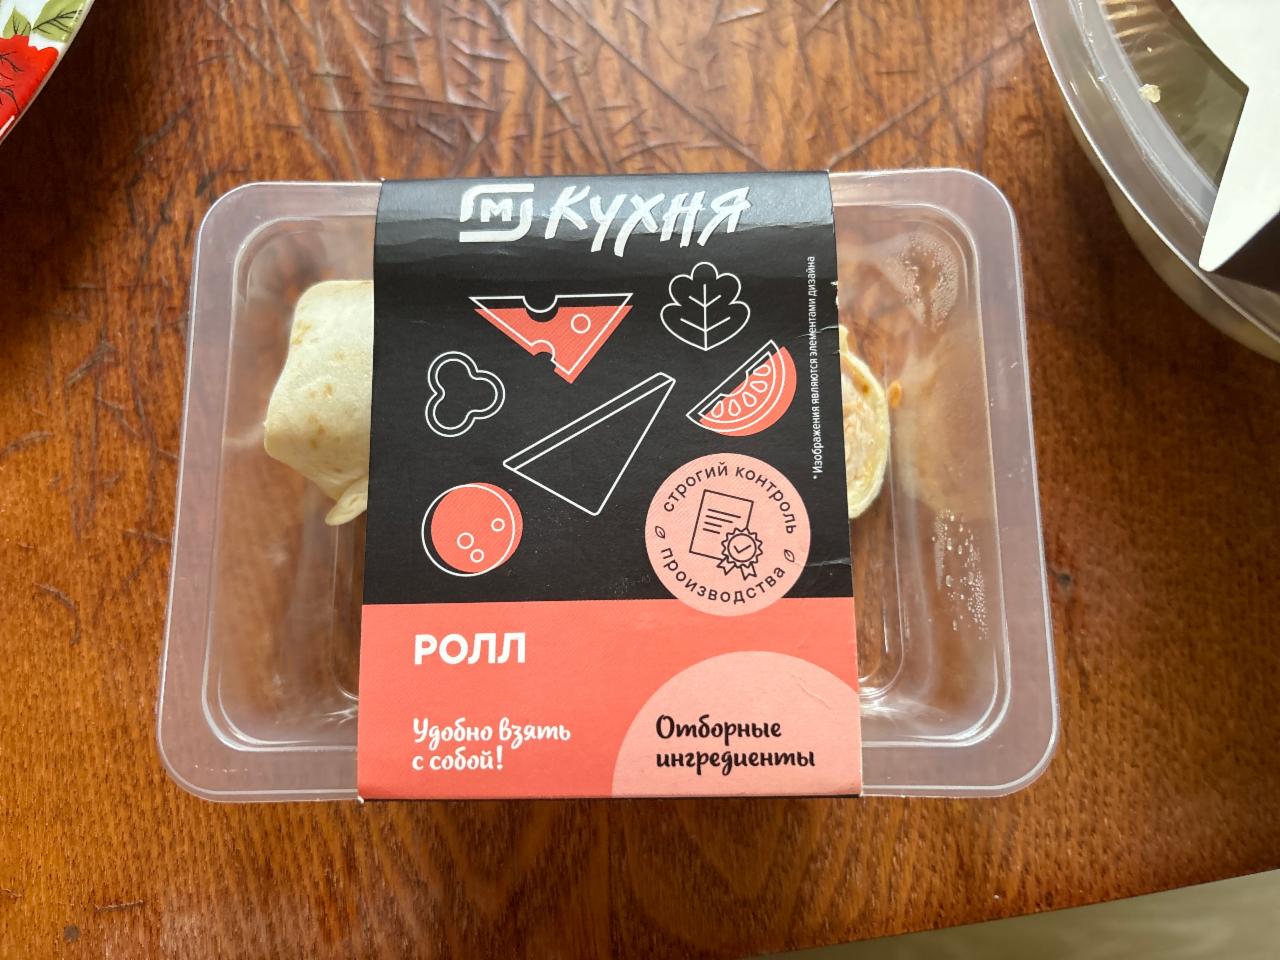 М КУХНЯ
* Изображения являются элементами дизайна
СТРОГИЙ КОНТРОЛЬ
ПРОИЗВОДСТВА
РОЛЛ
Удобно взять
с собой!
Отборные
ингредиенты